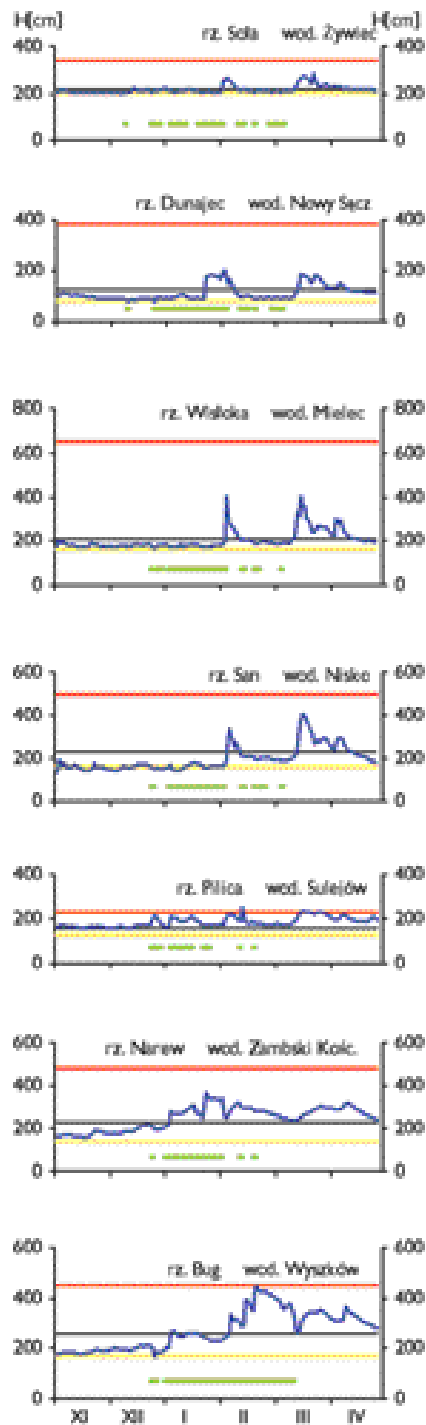 H[cm] H[cm]
rz. Soła wod. Żywiec
400 400
200 200
0 0
rz. Dunajec wod. Nowy Sącz
400 400
200 200
0 0
800 rz. Wisłoka wod. Mielec 800
600 600
400 400
200 200
0 0
600 rz. San wod. Nisko 600
400 400
200 200
0 0
400 rz. Pilica wod. Sulejów 400
200 200
0 0
600 rz. Narew wod. Zambski Kośc. 600
400 400
200 200
0 0
600 rz. Bug wod. Wyszków 600
400 400
200 200
0 0
XI XII I II III IV